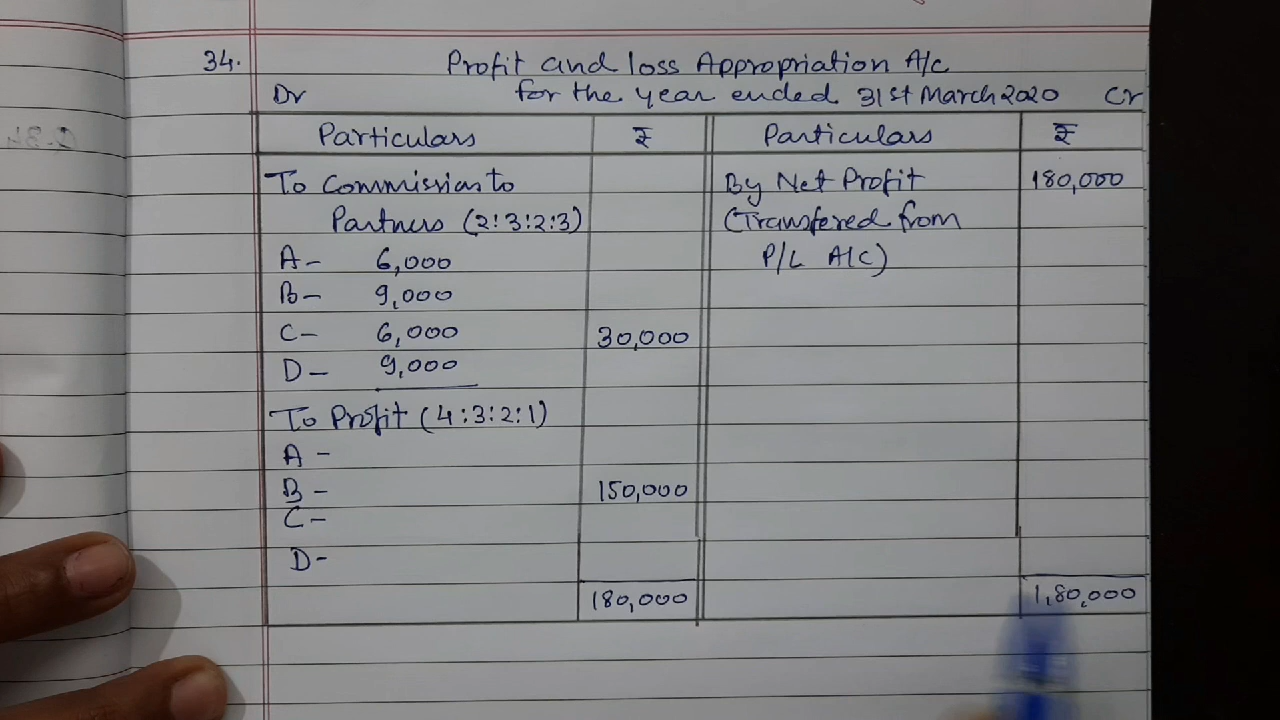 34.
Profit and loss Appropriation A/c
for the year ended 31st March 2020
Dr
Cr
Particulars
₹
Particulars
₹
To Commission to
Partners (2:3:2:3)
A- 6,000
B- 9,000
C- 6,000
30,000
D- 9,000
To Profit (4:3:2:1)
A -
B -
150,000
C -
D-
180,000
By Net Profit
180,000
(Transfered from
P/L A/C)
1,80,000